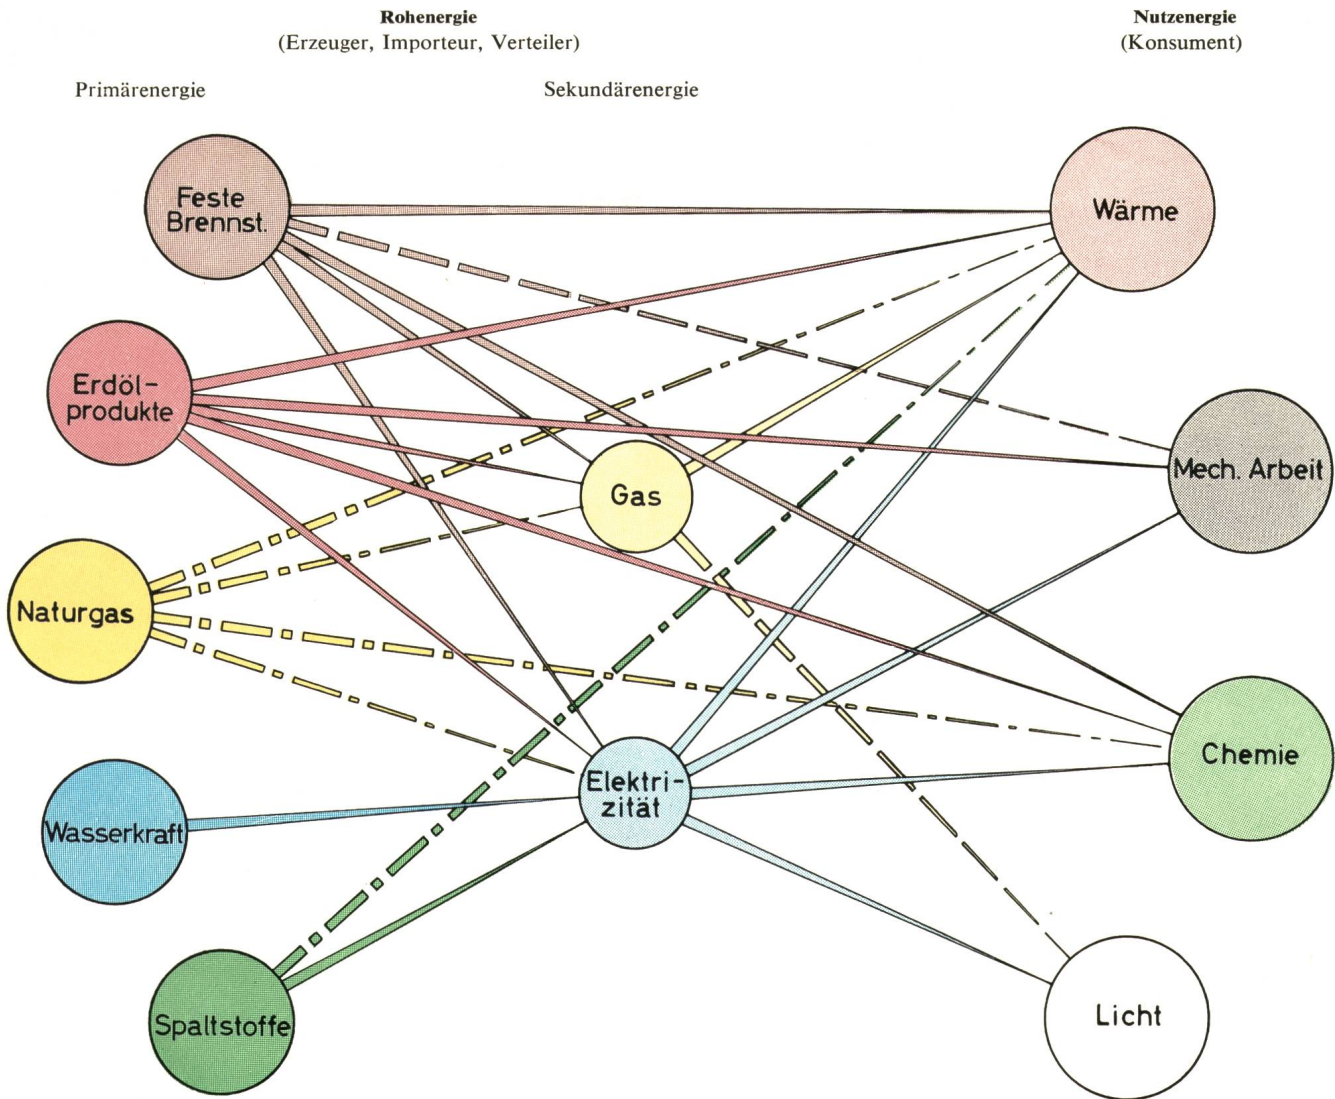 Rohenergie
(Erzeuger, Importeur, Verteiler)
Nutzenergie
(Konsument)
Primärenergie
Sekundärenergie
Feste
Brennst.
Wärme
Erdöl-
produkte
Mech. Arbeit
Gas
Naturgas
Chemie
Elektri-
zität
Wasserkraft
Licht
Spaltstoffe